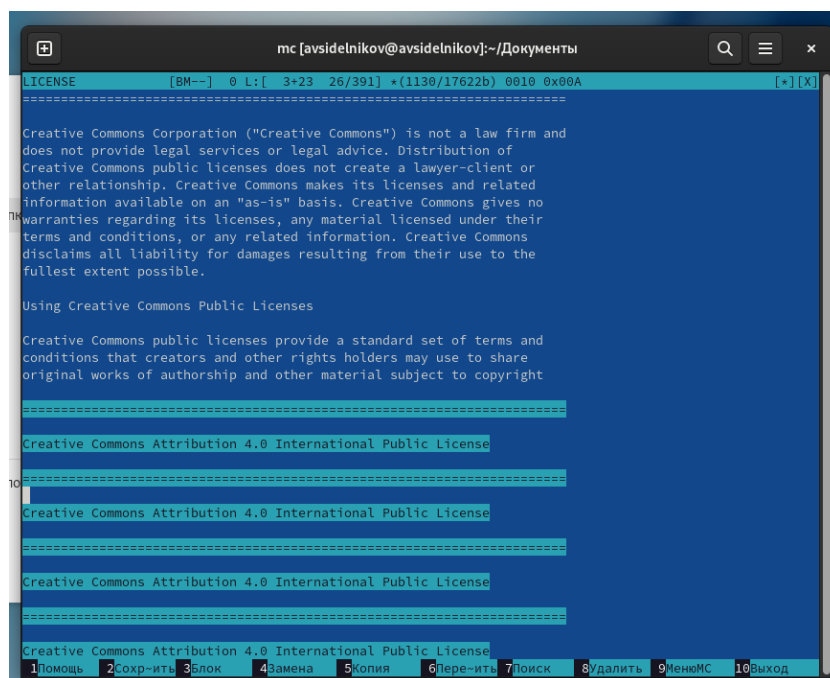 mc [avsidelnikov@avsidelnikov]:~/Документы
LICENSE [BM--] 0 L:[ 3+23 26/391] *(1130/17622b) 0010 0x00A [*][X]
=======================================================================
Creative Commons Corporation ("Creative Commons") is not a law firm and
does not provide legal services or legal advice. Distribution of
Creative Commons public licenses does not create a lawyer-client or
other relationship. Creative Commons makes its licenses and related
information available on an "as-is" basis. Creative Commons gives no
warranties regarding its licenses, any material licensed under their
terms and conditions, or any related information. Creative Commons
disclaims all liability for damages resulting from their use to the
fullest extent possible.
Using Creative Commons Public Licenses
Creative Commons public licenses provide a standard set of terms and
conditions that creators and other rights holders may use to share
original works of authorship and other material subject to copyright
=======================================================================
Creative Commons Attribution 4.0 International Public License
=======================================================================
Creative Commons Attribution 4.0 International Public License
=======================================================================
Creative Commons Attribution 4.0 International Public License
=======================================================================
Creative Commons Attribution 4.0 International Public License
1Помощь 2Сохр~ить 3Блок 4Замена 5Копия 6Пере~ить 7Поиск 8Удалить 9МенюMC 10Выход